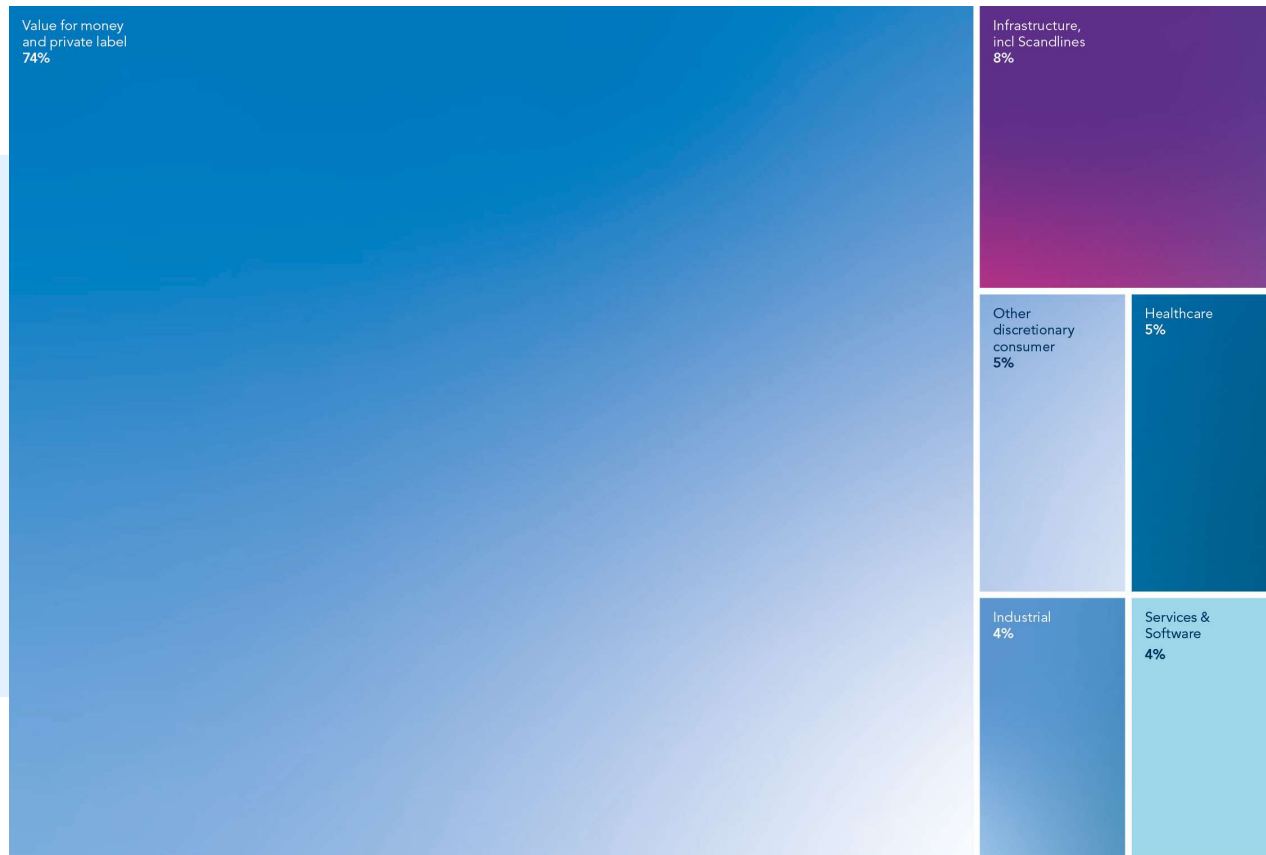 Value for money
and private label
74%
Infrastructure,
incl Scandlines
8%
Other
discretionary
consumer
5%
Healthcare
5%
Industrial
4%
Services &
Software
4%